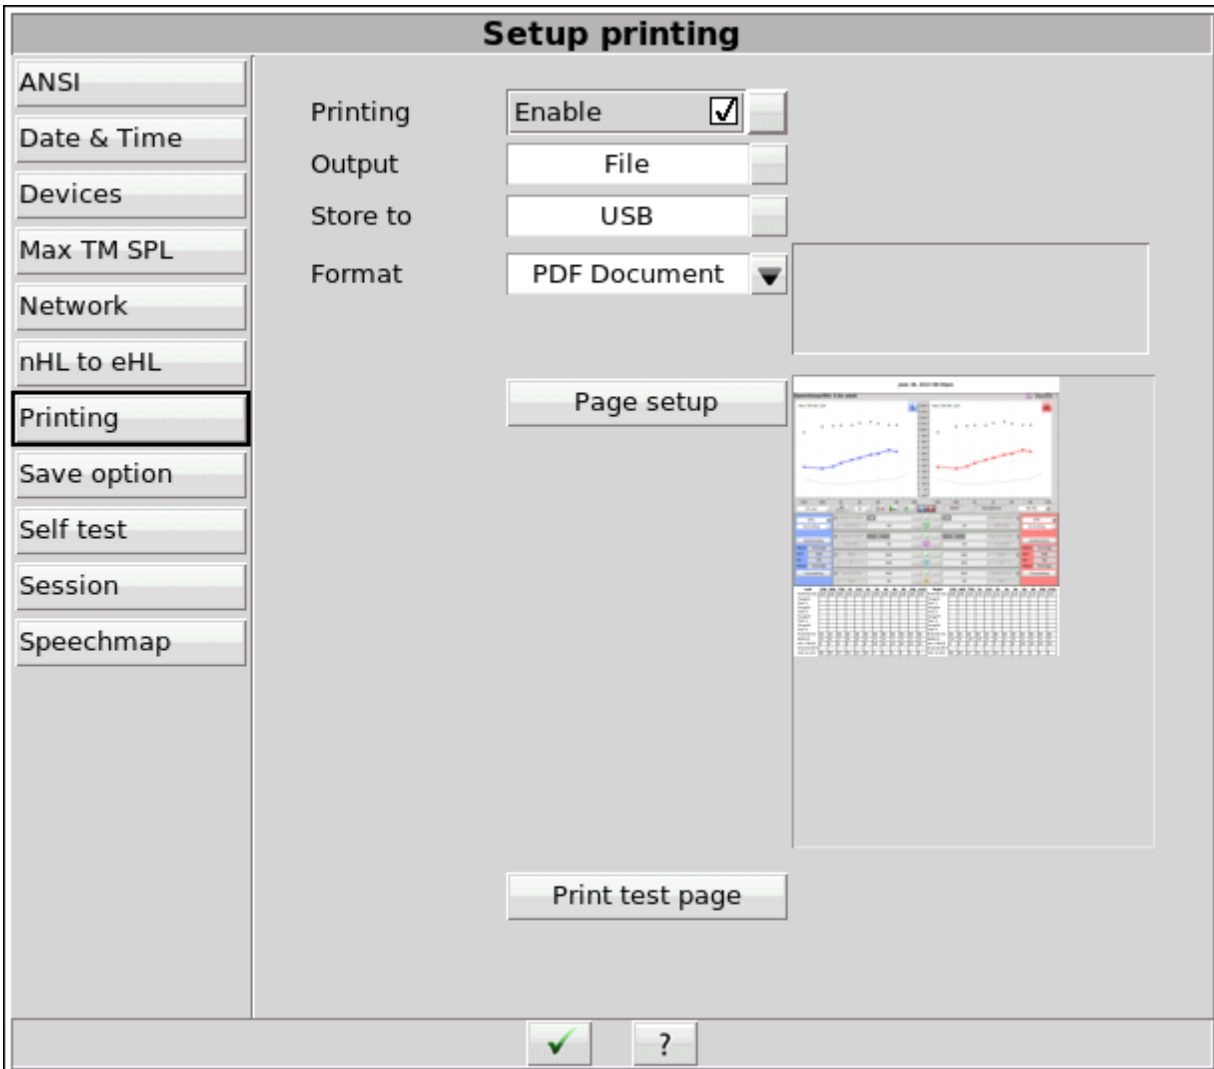 Setup printing
ANSI
Date & Time
Devices
Max TM SPL
Network
nHL to eHL
Printing
Save option
Self test
Session
Speechmap
Printing Enable
Output File
Store to USB
Format PDF Document
Page setup
Print test page
?